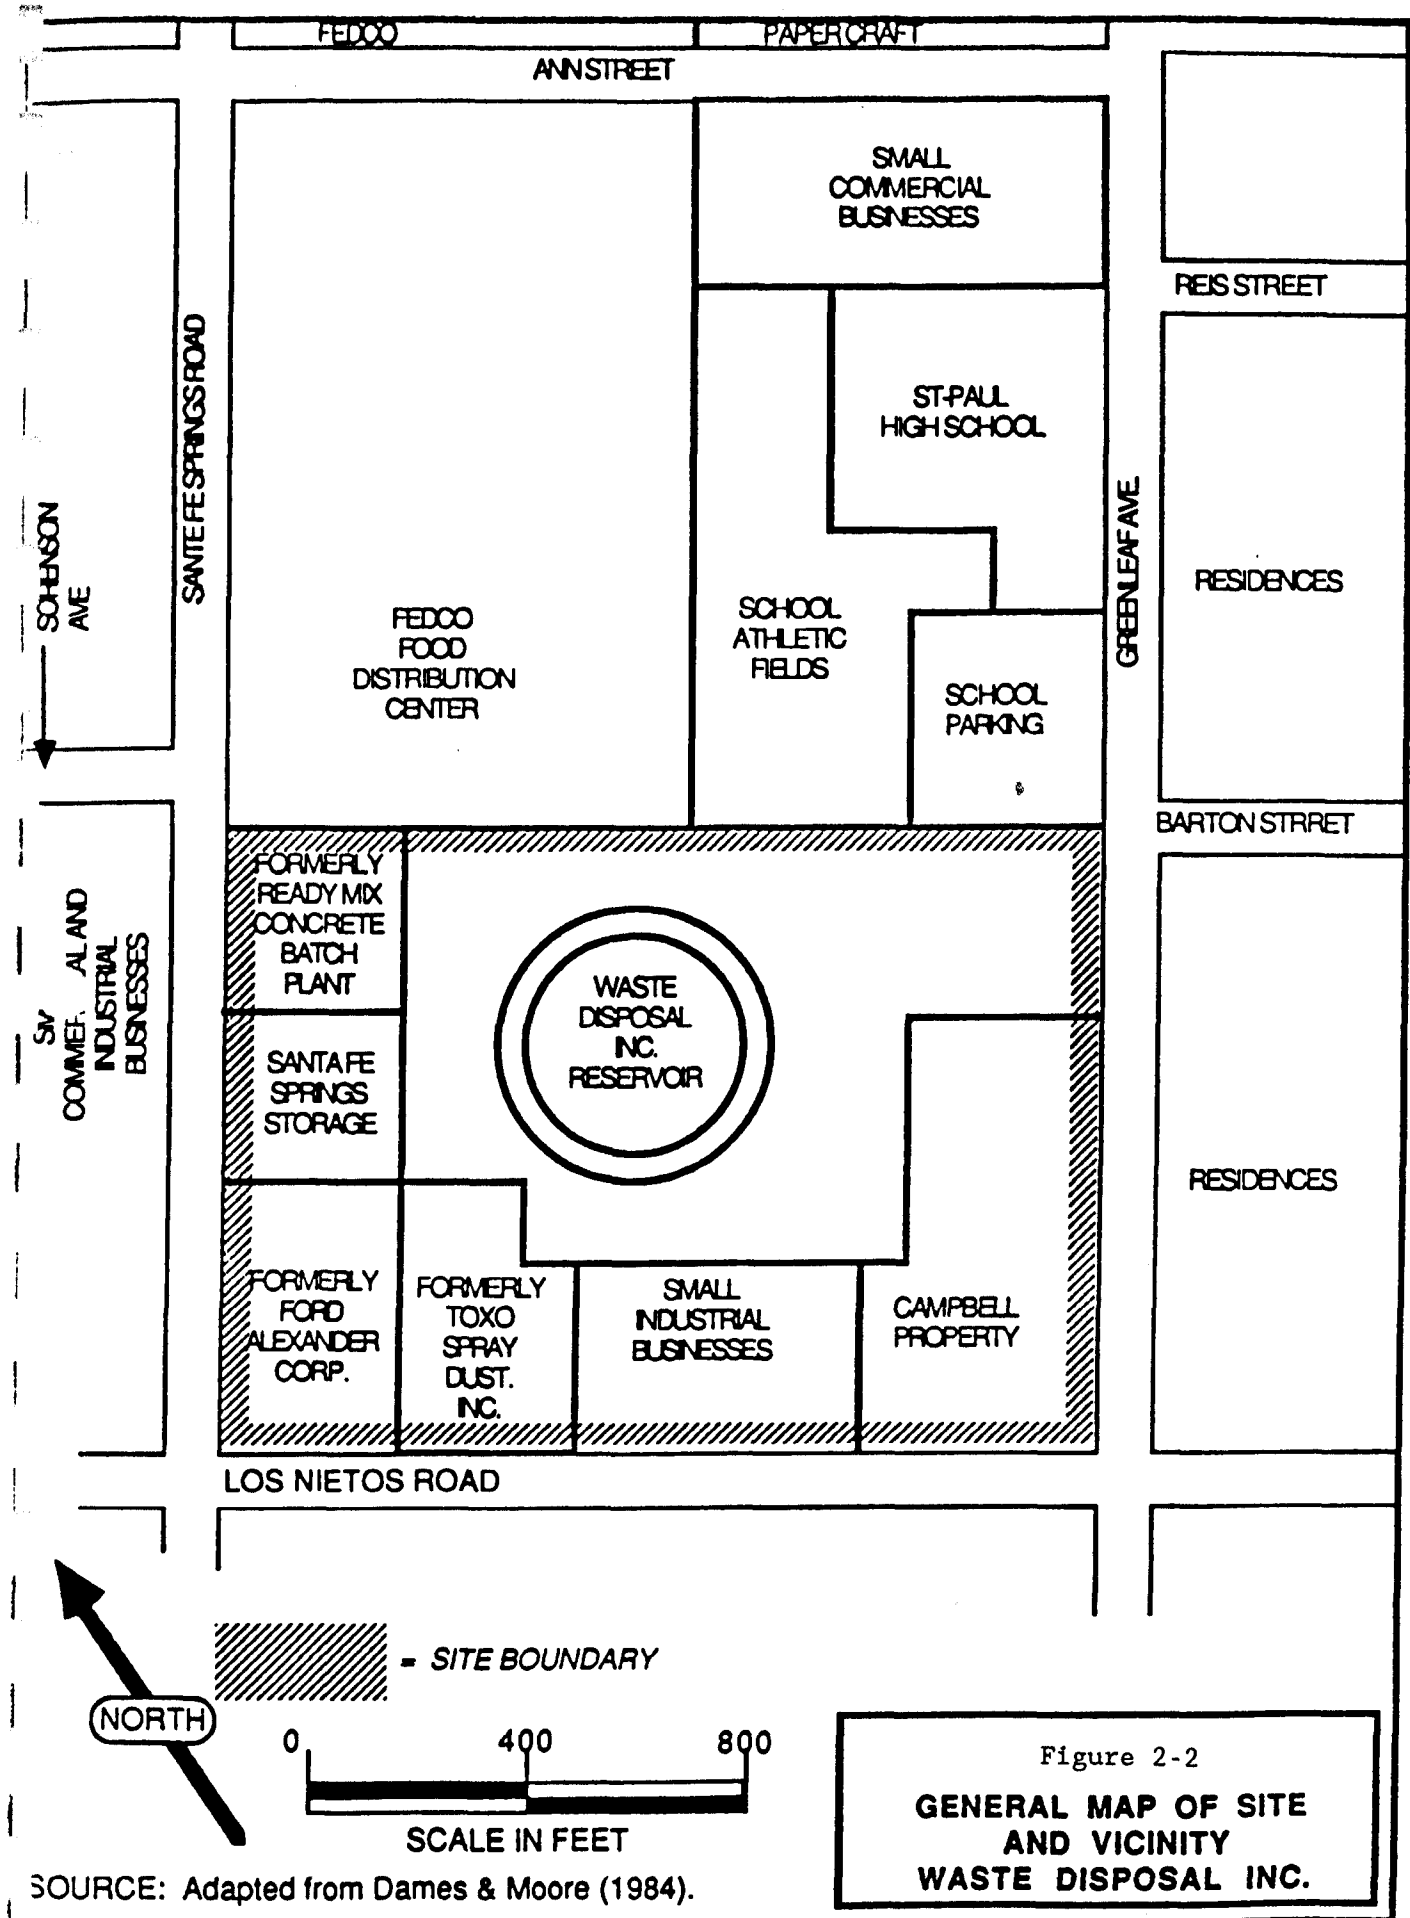 FEDCO
PAPER CRAFT
ANN STREET
SMALL
COMMERCIAL
BUSINESSES
REIS STREET
SANTE FE SPRINGS ROAD
ST-PAUL
HIGH SCHOOL
GREENLEAF AVE.
RESIDENCES
SOHENSON
AVE
FEDCO
FOOD
DISTRIBUTION
CENTER
SCHOOL
ATHLETIC
FIELDS
SCHOOL
PARKING
BARTON STRRET
FORMERLY
READY MIX
CONCRETE
BATCH
PLANT
WASTE
DISPOSAL
INC.
RESERVOIR
AL AND
INDUSTRIAL
BUSINESSES
SANTA FE
SPRINGS
STORAGE
RESIDENCES
FORMERLY
FORD
ALEXANDER
CORP.
FORMERLY
TOXO
SPRAY
DUST.
INC.
SMALL
INDUSTRIAL
BUSINESSES
CAMPBELL
PROPERTY
LOS NIETOS ROAD
= SITE BOUNDARY
NORTH
0 400 800
SCALE IN FEET
Figure 2-2
GENERAL MAP OF SITE
AND VICINITY
WASTE DISPOSAL INC.
SOURCE: Adapted from Dames & Moore (1984).